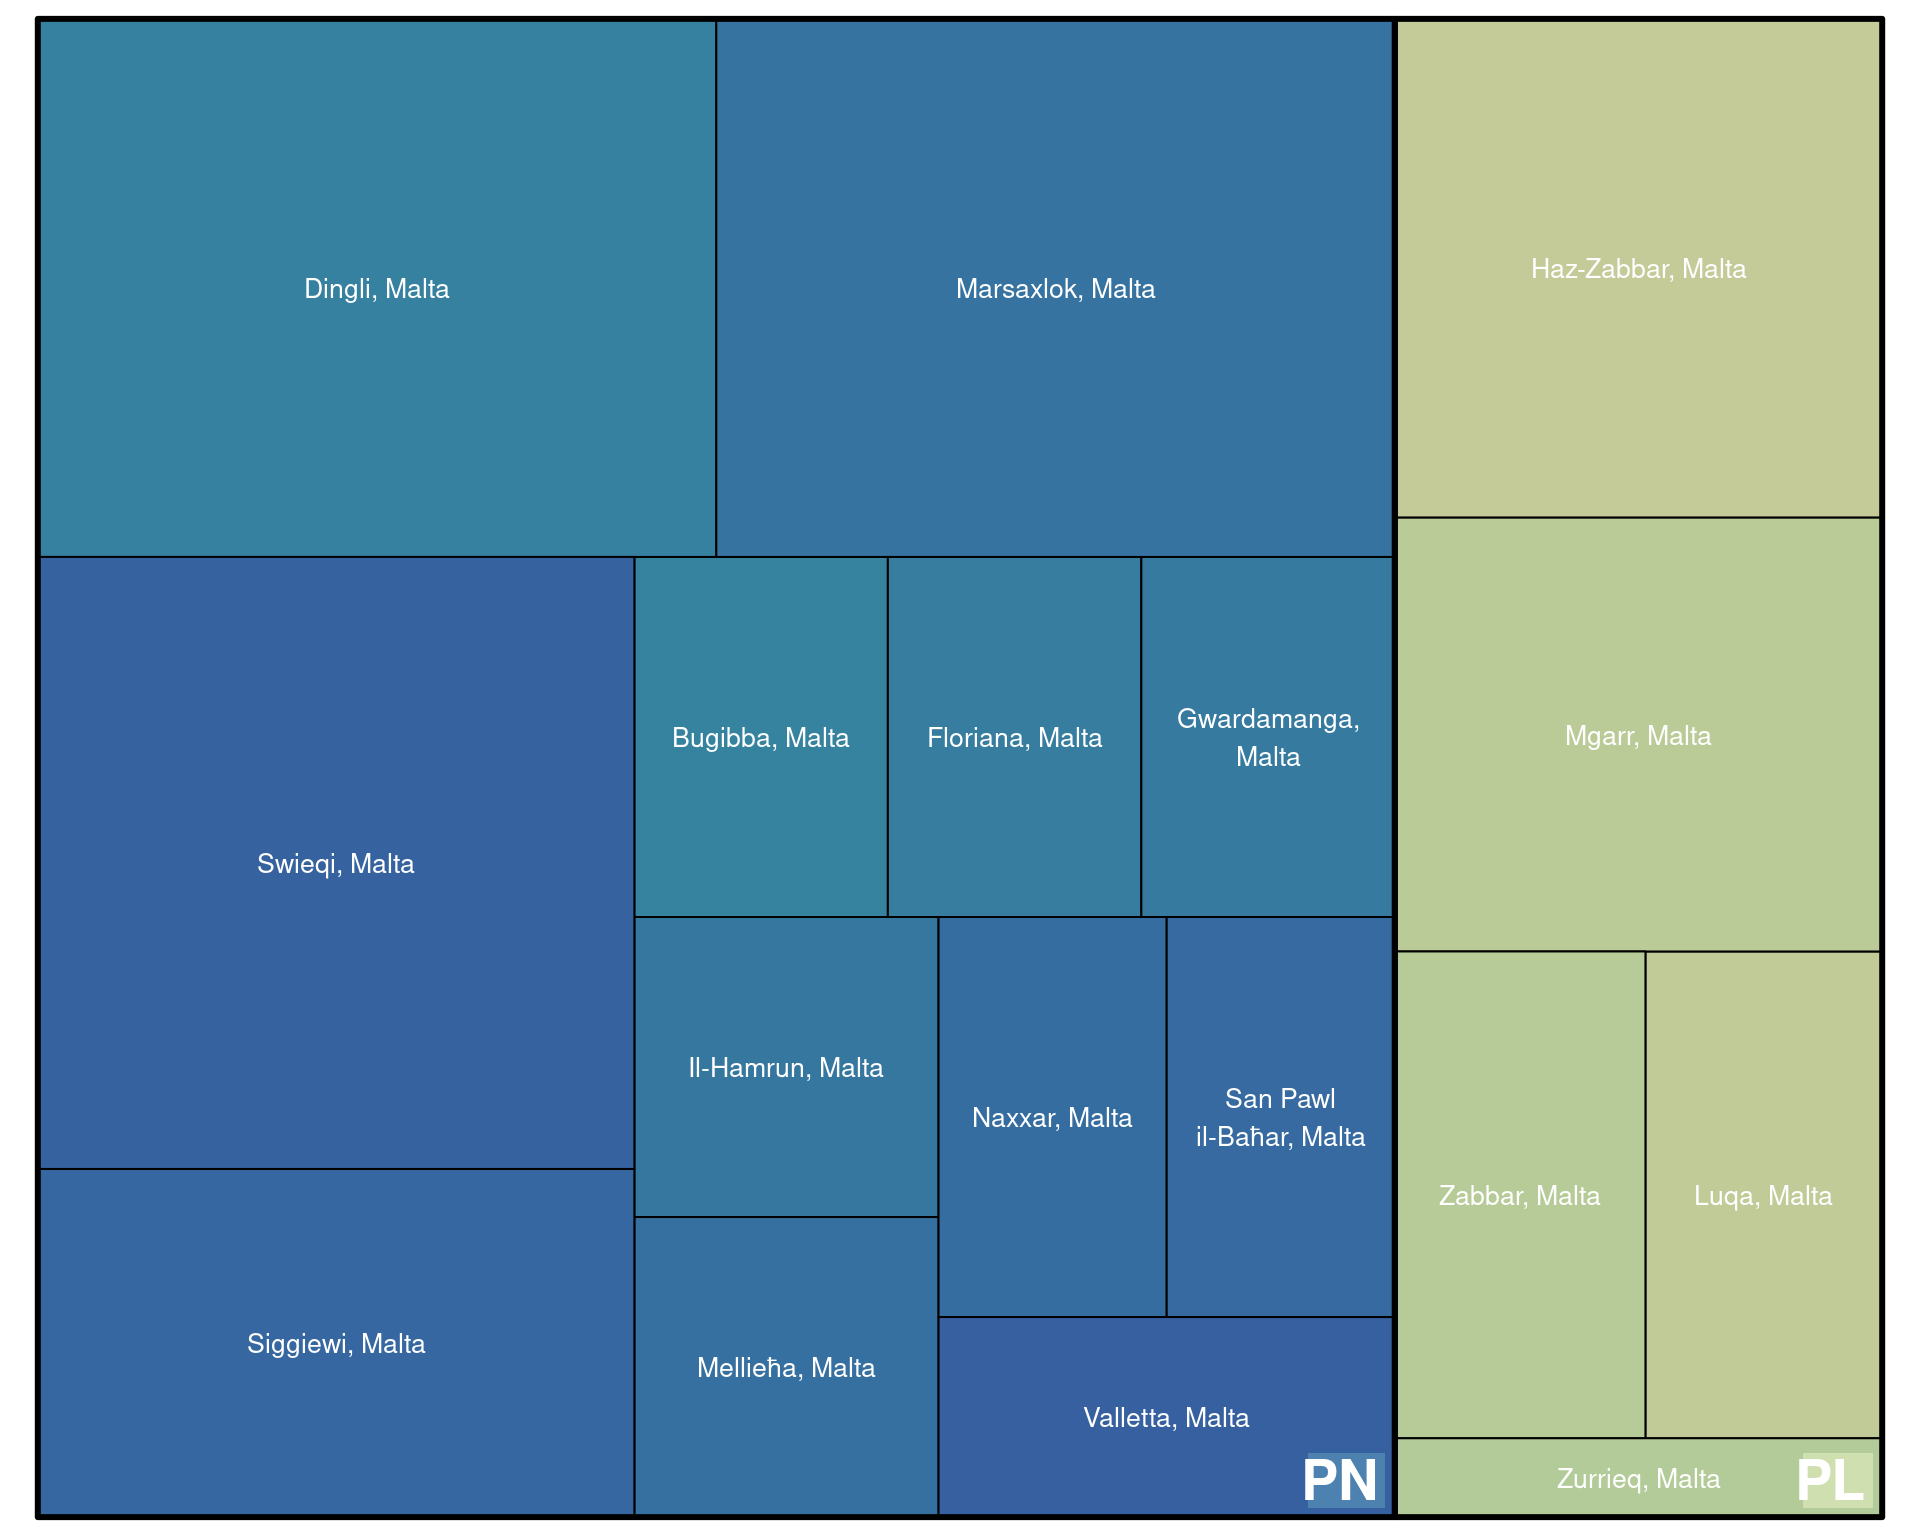 Dingli, Malta
Marsaxlok, Malta
Haz-Zabbar, Malta
Mgarr, Malta
Swieqi, Malta
Bugibba, Malta
Floriana, Malta
Gwardamanga,
Malta
Il-Hamrun, Malta
Naxxar, Malta
San Pawl
il-Baħar, Malta
Zabbar, Malta
Luqa, Malta
Siggiewi, Malta
Mellieħa, Malta
Valletta, Malta
PN
Zurrieq, Malta
PL